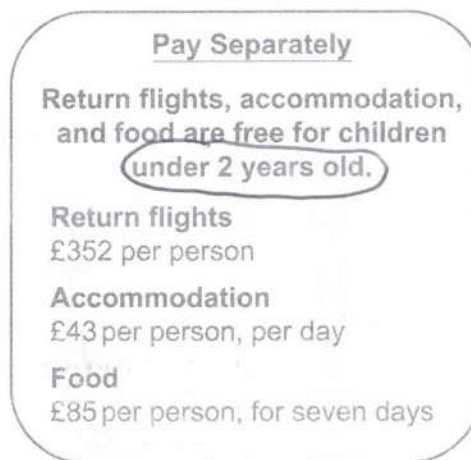 Pay Separately
Return flights, accommodation,
and food are free for children
under 2 years old.
Return flights
£352 per person
Accommodation
£43 per person, per day
Food
£85 per person, for seven days